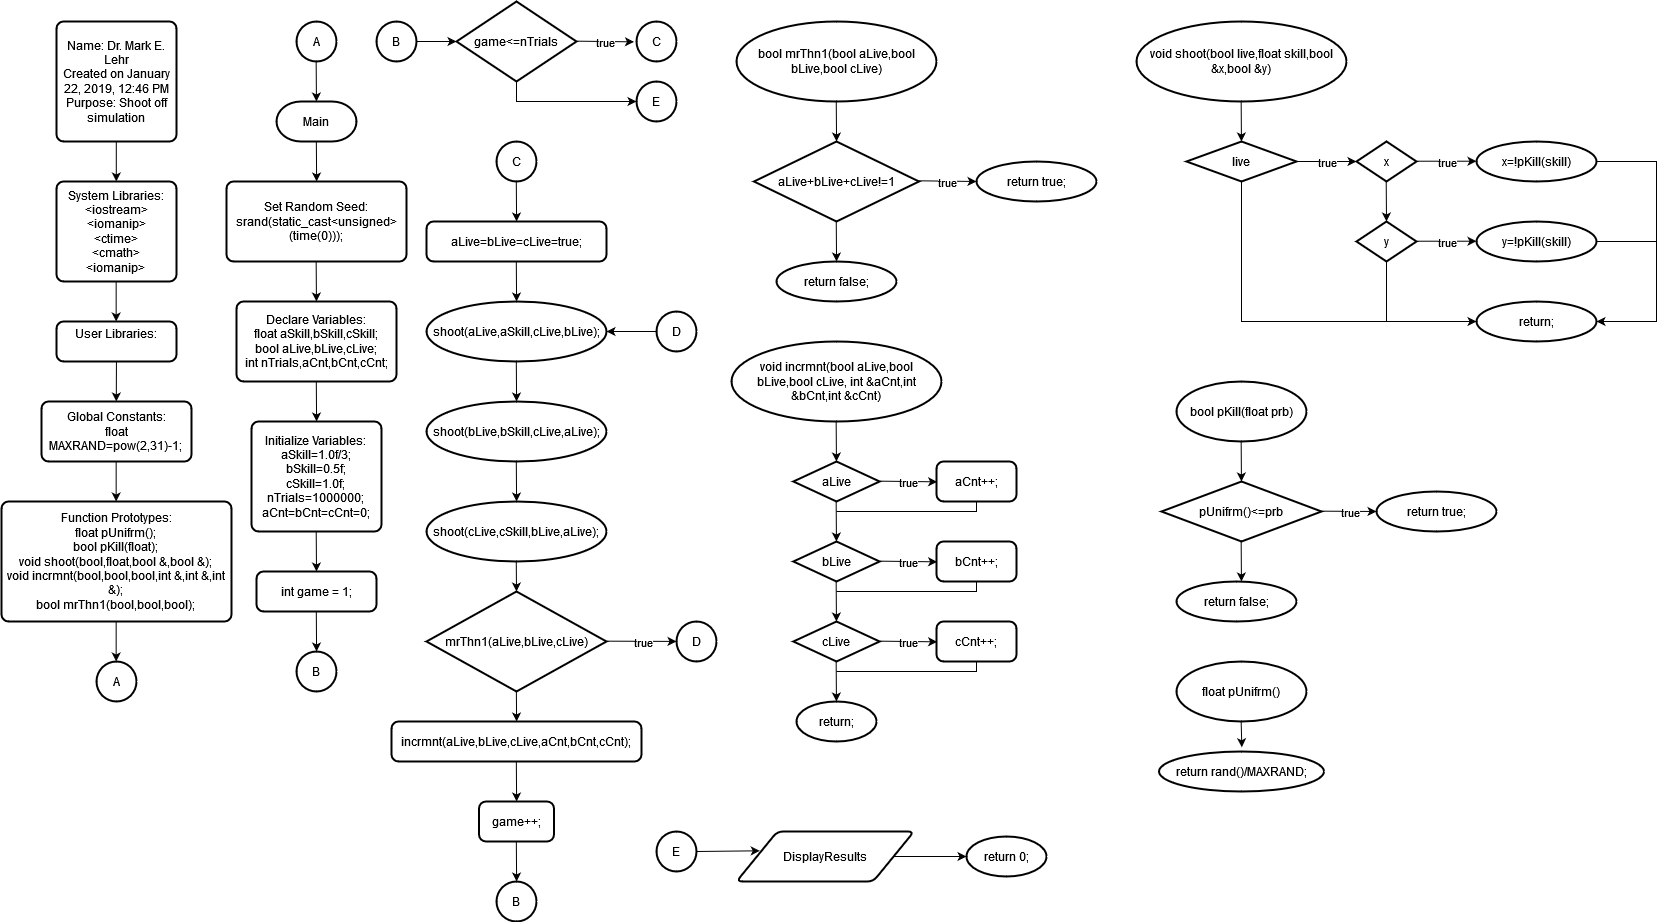 Name: Dr. Mark E.
Lehr
Created on January
22, 2019, 12:46 PM
Purpose: Shoot off
simulation
System Libraries:
<iostream>
<iomanip>
<ctime>
<cmath>
<iomanip>
User Libraries:
Global Constants:
float
MAXRAND=pow(2,31)-1;
Function Prototypes:
float pUnifrm();
bool pKill(float);
void shoot(bool,float,bool &,bool &);
void incrmnt(bool,bool,bool,int &,int &,int
&);
bool mrThn1(bool,bool,bool);
A
A
Main
Set Random Seed:
srand(static_cast<unsigned>
(time(0)));
Declare Variables:
float aSkill,bSkill,cSkill;
bool aLive,bLive,cLive;
int nTrials,aCnt,bCnt,cCnt;
Initialize Variables:
aSkill=1.0f/3;
bSkill=0.5f;
cSkill=1.0f;
nTrials=1000000;
aCnt=bCnt=cCnt=0;
int game = 1;
B
B
game<=nTrials
true
C
E
C
aLive=bLive=cLive=true;
shoot(aLive,aSkill,cLive,bLive);
D
shoot(bLive,bSkill,cLive,aLive);
shoot(cLive,cSkill,bLive,aLive);
mrThn1(aLive,bLive,cLive)
true
D
incrmnt(aLive,bLive,cLive,aCnt,bCnt,cCnt);
game++;
B
E
DisplayResults
return 0;
bool mrThn1(bool aLive,bool
bLive,bool cLive)
aLive+bLive+cLive!=1
true
return true;
return false;
void incrmnt(bool aLive,bool
bLive,bool cLive, int &aCnt,int
&bCnt,int &cCnt)
aLive
true
aCnt++;
bLive
true
bCnt++;
cLive
true
cCnt++;
return;
void shoot(bool live,float skill,bool
&x,bool &y)
live
true
x
true
x=!pKill(skill)
y
true
y=!pKill(skill)
return;
bool pKill(float prb)
pUnifrm()<=prb
true
return true;
return false;
float pUnifrm()
return rand()/MAXRAND;